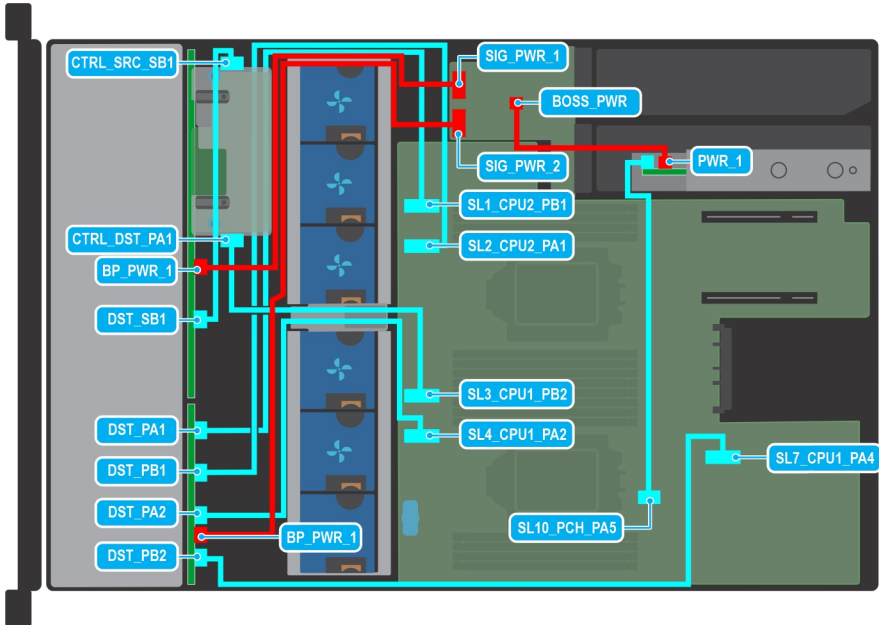 SIG_PWR_1
CTRL_SRC_SB1
BOSS_PWR
SIG_PWR_2
PWR_1
SL1_CPU2_PB1
CTRL_DST_PA1
SL2_CPU2_PA1
BP_PWR_1
DST_SB1
SL3_CPU1_PB2
DST_PA1
SL4_CPU1_PA2
SL7_CPU1_PA4
DST_PB1
DST_PA2
SL10_PCH_PA5
BP_PWR_1
DST_PB2